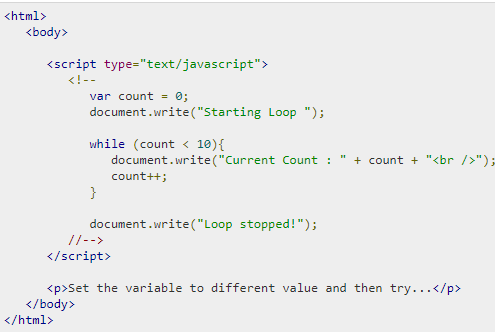 <html>
   <body>

      <script type="text/javascript">
         <!--
            var count = 0;
            document.write("Starting Loop ");

            while (count < 10){
               document.write("Current Count : " + count + "<br />");
               count++;
            }

            document.write("Loop stopped!");
         //-->
      </script>

      <p>Set the variable to different value and then try...</p>
   </body>
</html>